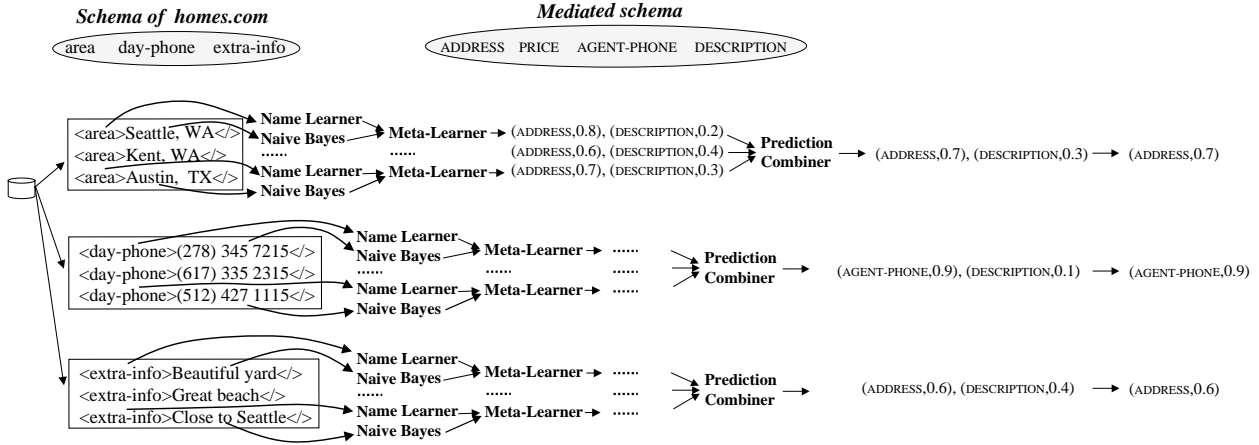 Schema of homes.com
Mediated schema
area day-phone extra-info
ADDRESS PRICE AGENT-PHONE DESCRIPTION
<area>Seattle, WA</>
<area>Kent, WA</>
<area>Austin, TX</>
Name Learner
Naive Bayes
......
Name Learner
Naive Bayes
Meta-Learner
......
Meta-Learner
(ADDRESS,0.8), (DESCRIPTION,0.2)
(ADDRESS,0.6), (DESCRIPTION,0.4)
(ADDRESS,0.7), (DESCRIPTION,0.3)
Prediction
Combiner
(ADDRESS,0.7), (DESCRIPTION,0.3)
(ADDRESS,0.7)
<day-phone>(278) 345 7215</>
<day-phone>(617) 335 2315</>
<day-phone>(512) 427 1115</>
Name Learner
Naive Bayes
......
Name Learner
Naive Bayes
Meta-Learner
......
Meta-Learner
......
......
......
Prediction
Combiner
(AGENT-PHONE,0.9), (DESCRIPTION,0.1)
(AGENT-PHONE,0.9)
<extra-info>Beautiful yard</>
<extra-info>Great beach</>
<extra-info>Close to Seattle</>
Name Learner
Naive Bayes
......
Name Learner
Naive Bayes
Meta-Learner
......
Meta-Learner
......
......
......
Prediction
Combiner
(ADDRESS,0.6), (DESCRIPTION,0.4)
(ADDRESS,0.6)